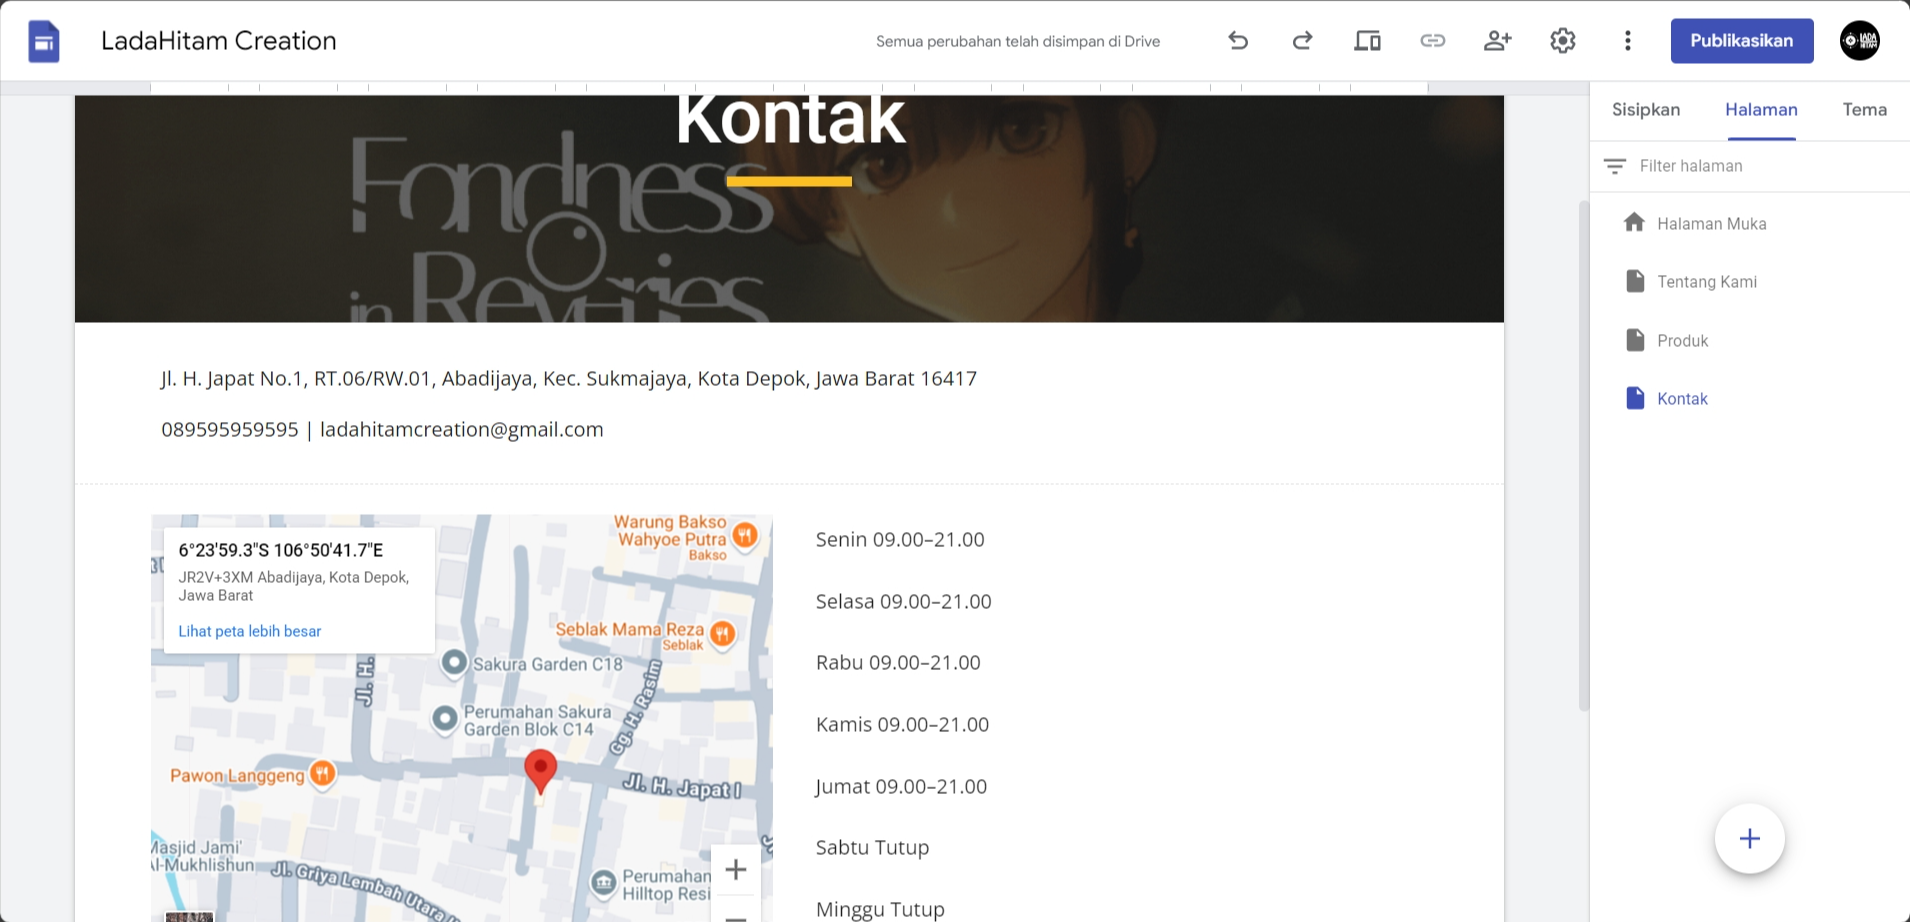 LadaHitam Creation
Semua perubahan telah disimpan di Drive
Publikasikan
LADA
HITAM
Sisipkan
Halaman
Tema
Filter halaman
Halaman Muka
Tentang Kami
Produk
Kontak
Kontak
Fondness
in Reveries
Jl. H. Japat No.1, RT.06/RW.01, Abadijaya, Kec. Sukmajaya, Kota Depok, Jawa Barat 16417
089595959595 | ladahitamcreation@gmail.com
6°23'59.3"S 106°50'41.7"E
JR2V+3XM Abadijaya, Kota Depok,
Jawa Barat
Lihat peta lebih besar
Warung Bakso
Wahyoe Putra
Bakso
Seblak Mama Reza
Seblak
Sakura Garden C18
Jl. H.
Gg. H. Rasim
Perumahan Sakura
Garden Blok C14
Pawon Langgeng
Jl. H. Japat I
Masjid Jami'
Al-Mukhlishun
Jl. Griya Lembah Utara
Perumahan
Hilltop Resi
Senin 09.00–21.00
Selasa 09.00–21.00
Rabu 09.00–21.00
Kamis 09.00–21.00
Jumat 09.00–21.00
Sabtu Tutup
Minggu Tutup